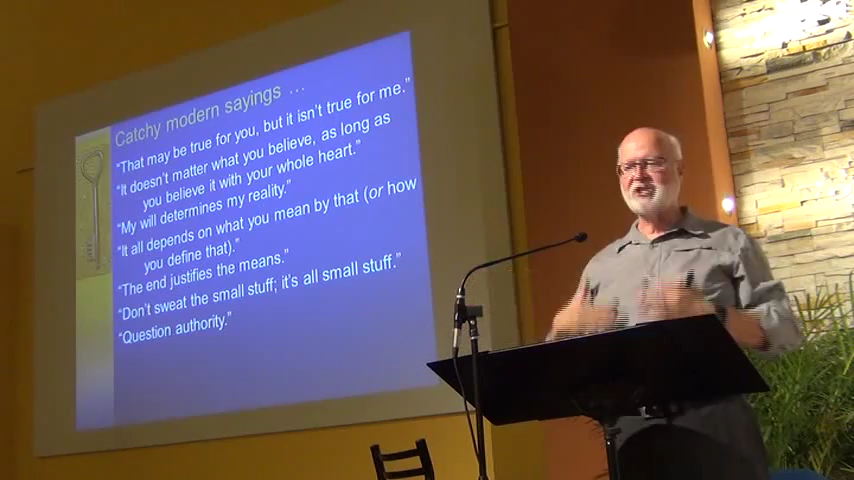 Catchy modern sayings …
“That may be true for you, but it isn’t true for me.”
“It doesn’t matter what you believe, as long as
you believe it with your whole heart.”
“My will determines my reality.”
“It all depends on what you mean by that (or how
you define that).”
“The end justifies the means.”
“Don’t sweat the small stuff; it’s all small stuff.”
“Question authority.”